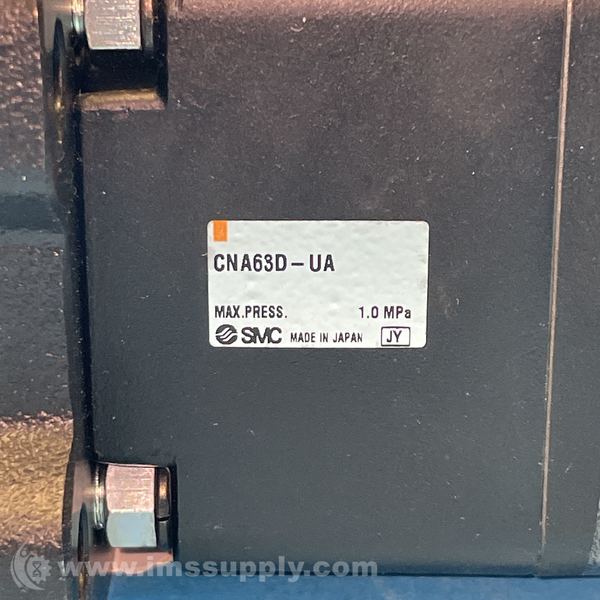 CNA63D-UA
MAX.PRESS. 1.0 MPa
SMC MADE IN JAPAN JY
www.imssupply.com